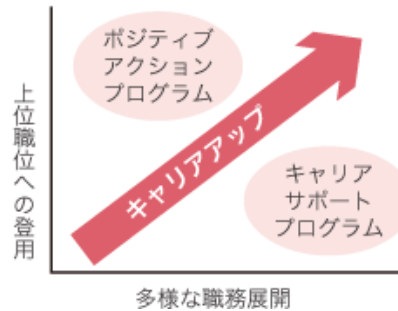 ポジティブ
アクション
プログラム
上位職位への登用
キャリアアップ
キャリア
サポート
プログラム
多様な職務展開